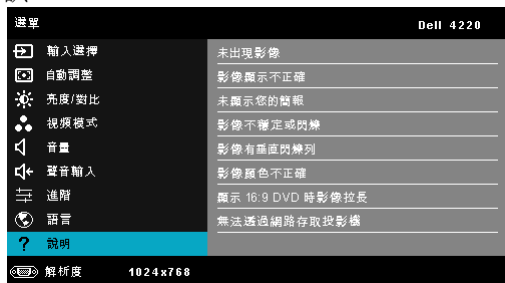 選單
Dell 4220
輸入選擇
自動調整
亮度/對比
視頻模式
音量
聲音輸入
進階
語言
? 說明
未出現影像
影像顯示不正確
未顯示您的簡報
影像不穩定或閃爍
影像有垂直閃爍列
影像顏色不正確
顯示 16:9 DVD 時影像拉長
無法透過網路存取投影機
解析度 1024x768